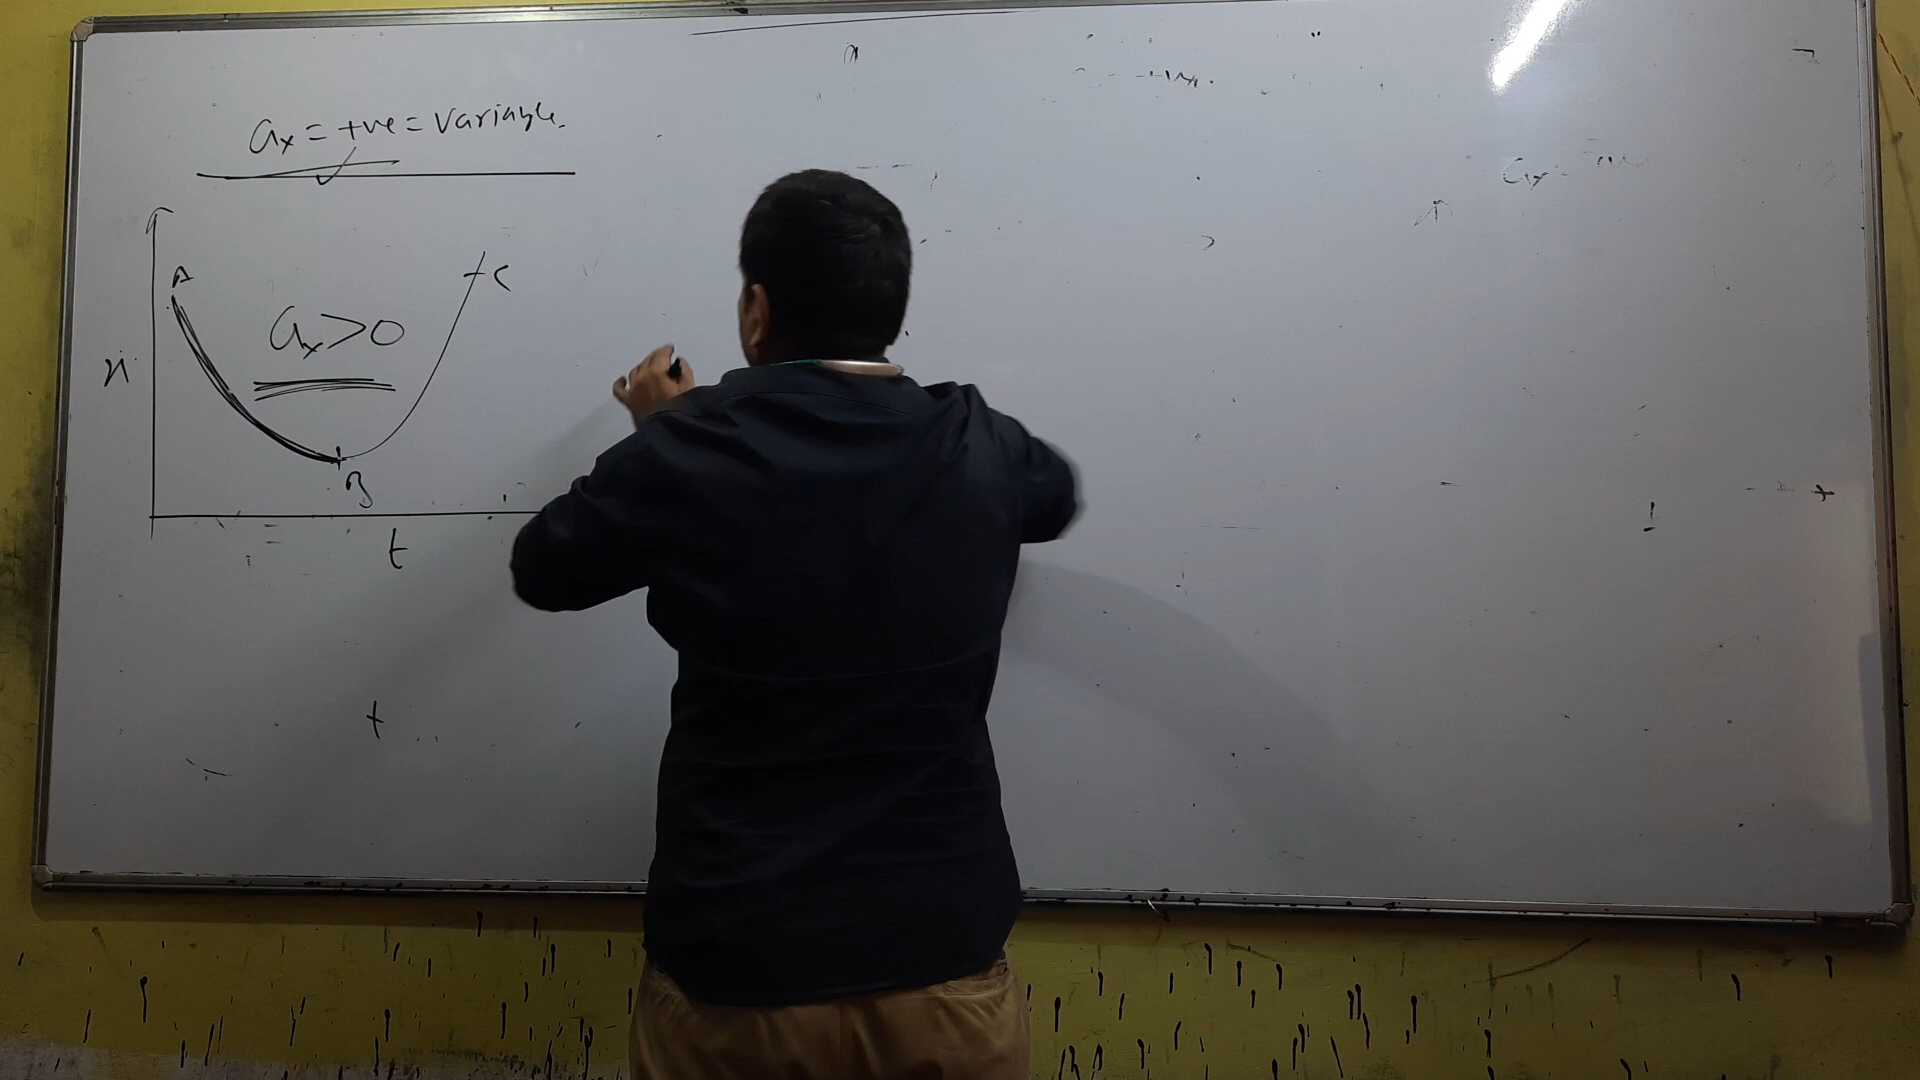 ax = +ve = variable.
A
C
ax > 0
x
B
t